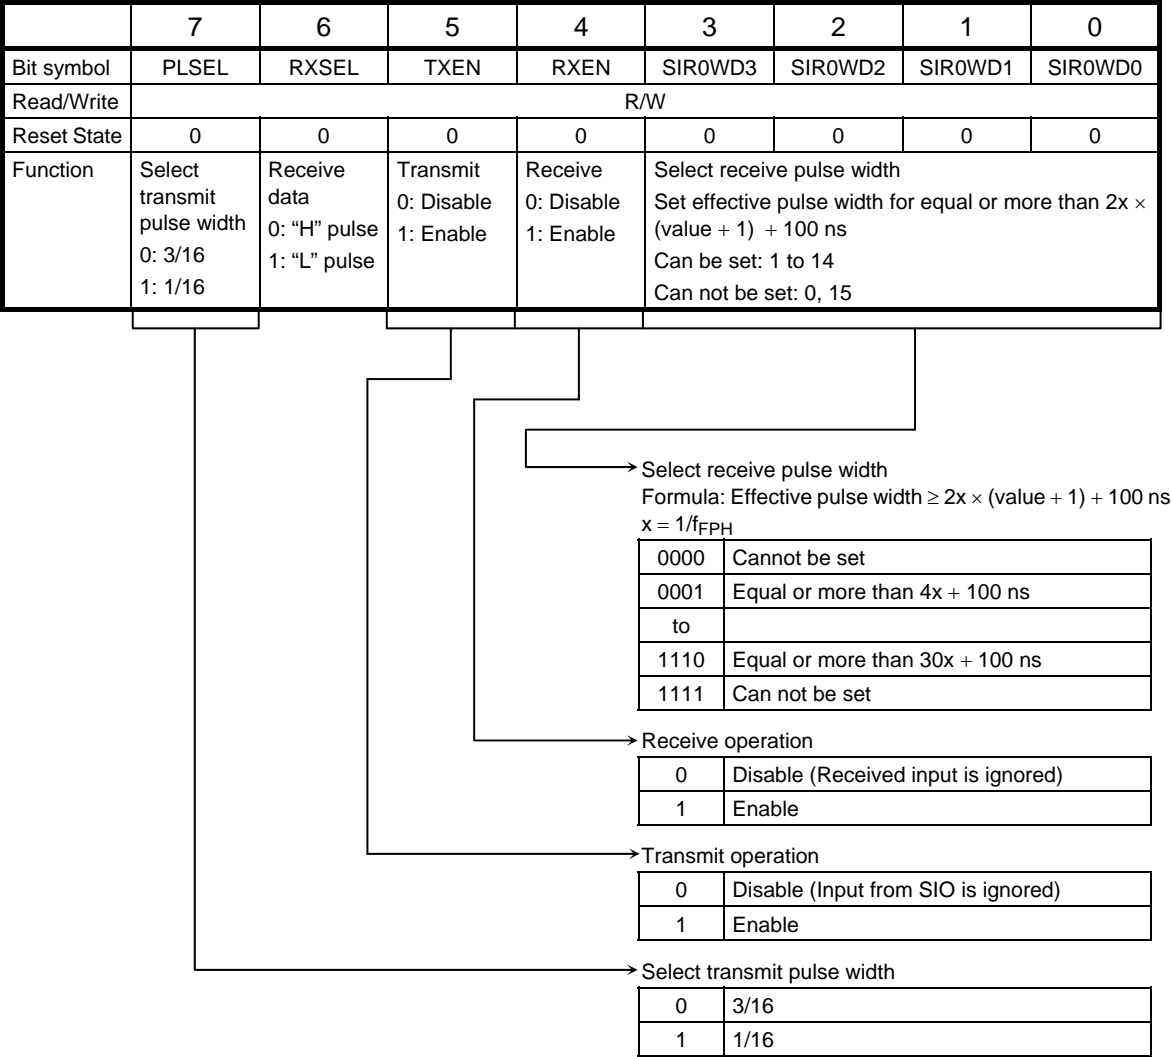 7 6 5 4 3 2 1 0
Bit symbol PLSEL RXSEL TXEN RXEN SIR0WD3 SIR0WD2 SIR0WD1 SIR0WD0
Read/Write R/W
Reset State 0 0 0 0 0 0 0 0
Function
Select
transmit
pulse width
0: 3/16
1: 1/16
Receive
data
0: “H” pulse
1: “L” pulse
Transmit
0: Disable
1: Enable
Receive
0: Disable
1: Enable
Select receive pulse width
Set effective pulse width for equal or more than 2x ×
(value + 1) + 100 ns
Can be set: 1 to 14
Can not be set: 0, 15
Select receive pulse width
Formula: Effective pulse width ≥ 2x × (value + 1) + 100 ns
x = 1/fFPH
0000 Cannot be set
0001 Equal or more than 4x + 100 ns
to
1110 Equal or more than 30x + 100 ns
1111 Can not be set
Receive operation
0 Disable (Received input is ignored)
1 Enable
Transmit operation
0 Disable (Input from SIO is ignored)
1 Enable
Select transmit pulse width
0 3/16
1 1/16